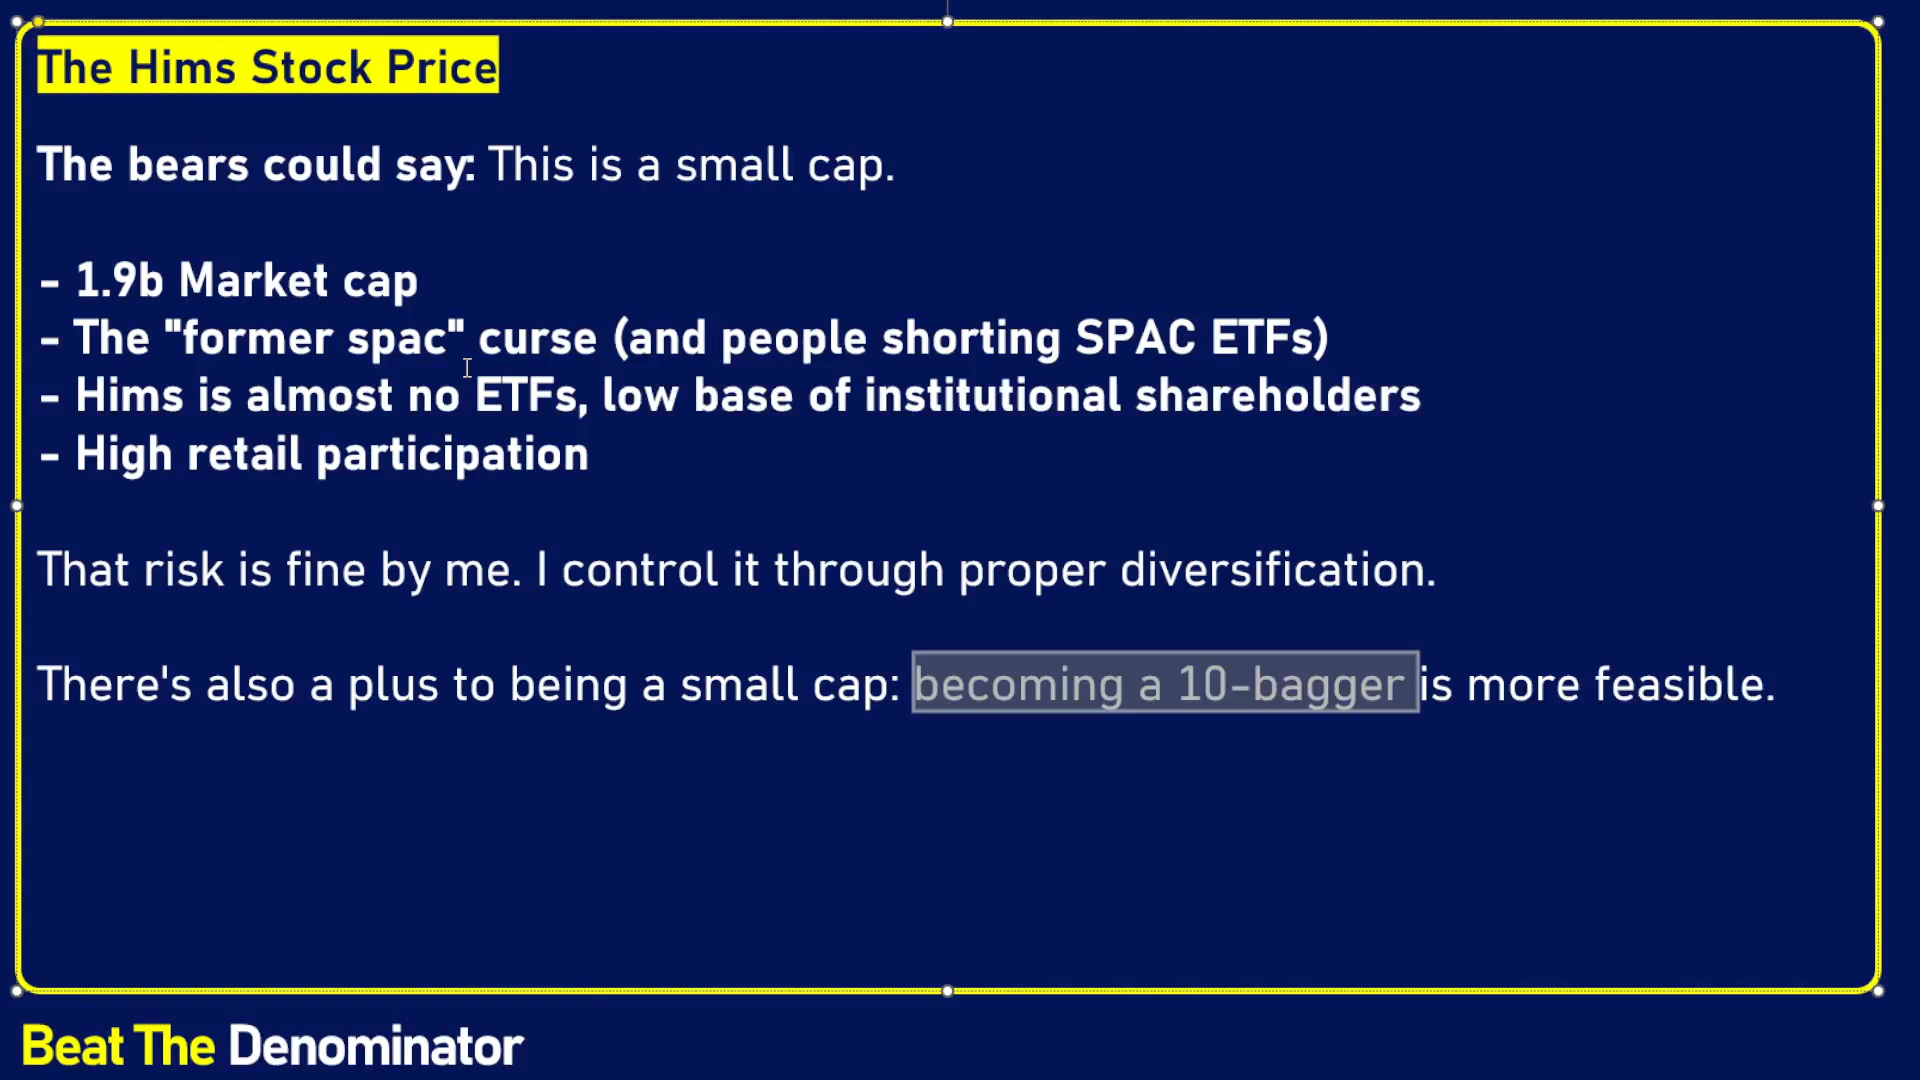 The Hims Stock Price
The bears could say: This is a small cap.
- 1.9b Market cap
- The "former spac" curse (and people shorting SPAC ETFs)
- Hims is almost no ETFs, low base of institutional shareholders
- High retail participation
That risk is fine by me. I control it through proper diversification.
There's also a plus to being a small cap: becoming a 10-bagger is more feasible.
Beat The Denominator